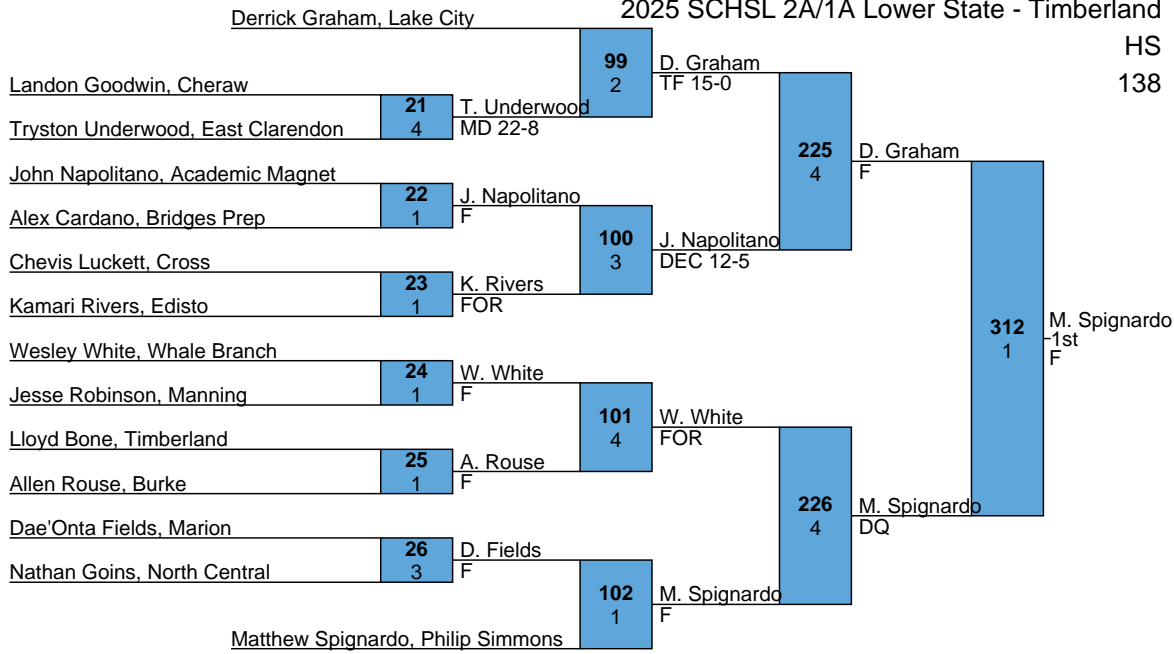 2025 SCHSL 2A/1A Lower State - Timberland
HS
138
Derrick Graham, Lake City
99
2
D. Graham
TF 15-0
Landon Goodwin, Cheraw
21
4
T. Underwood
MD 22-8
Tryston Underwood, East Clarendon
225
4
D. Graham
F
John Napolitano, Academic Magnet
22
1
J. Napolitano
F
Alex Cardano, Bridges Prep
100
3
J. Napolitano
DEC 12-5
Chevis Luckett, Cross
23
1
K. Rivers
FOR
Kamari Rivers, Edisto
312
1
M. Spignardo
1st
F
Wesley White, Whale Branch
24
1
W. White
F
Jesse Robinson, Manning
101
4
W. White
FOR
Lloyd Bone, Timberland
25
1
A. Rouse
F
Allen Rouse, Burke
226
4
M. Spignardo
DQ
Dae'Onta Fields, Marion
26
3
D. Fields
F
Nathan Goins, North Central
102
1
M. Spignardo
F
Matthew Spignardo, Philip Simmons